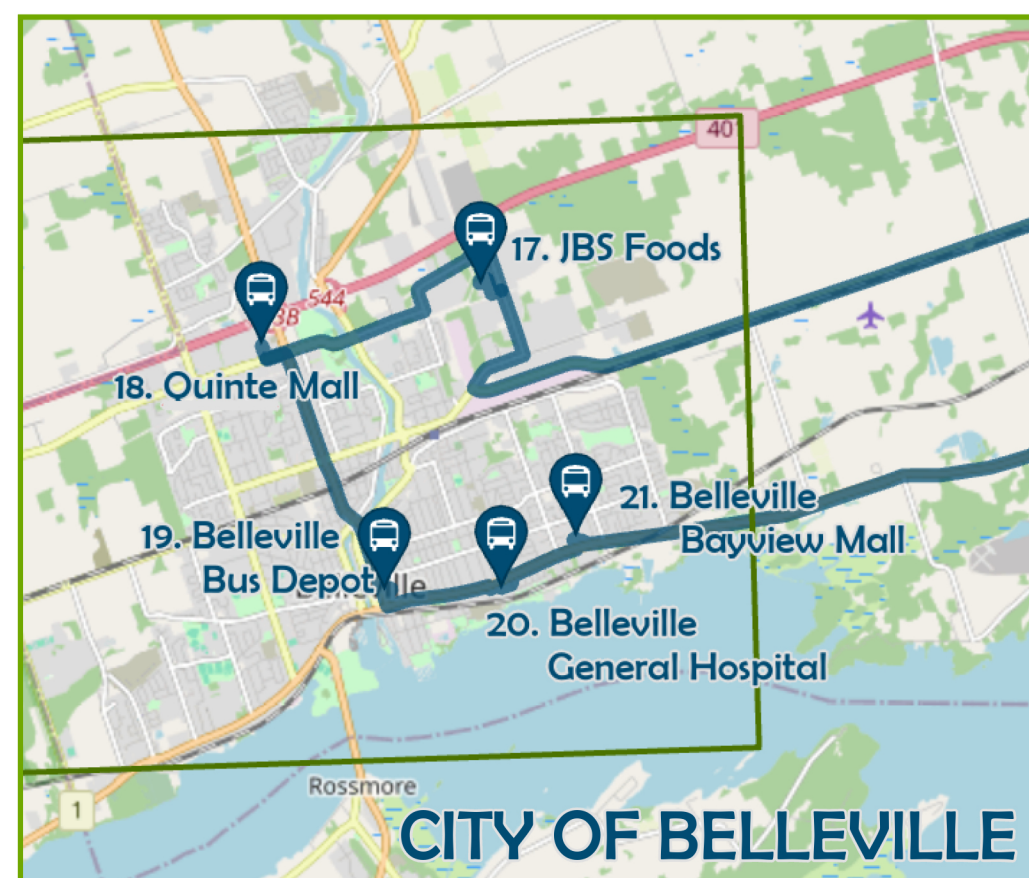 40
17. JBS Foods
544
18. Quinte Mall
21. Belleville
Bayview Mall
19. Belleville
Bus Depot
20. Belleville
General Hospital
Rossmore
1
CITY OF BELLEVILLE